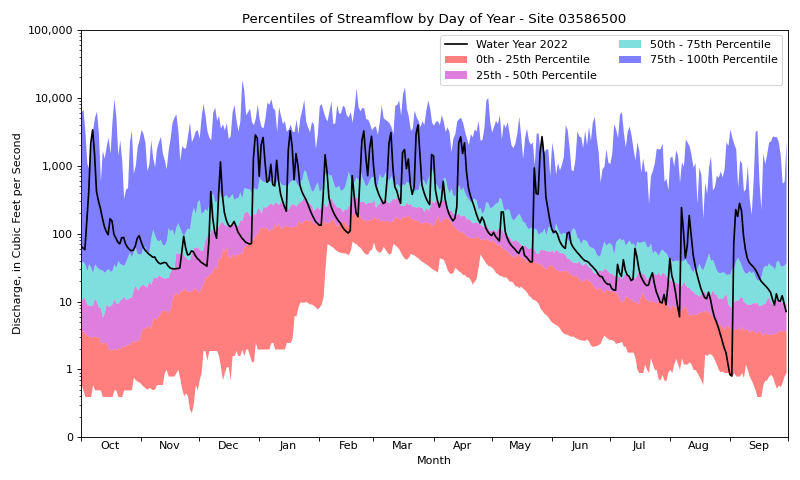 Percentiles of Streamflow by Day of Year - Site 03586500
Water Year 2022
0th - 25th Percentile
25th - 50th Percentile
50th - 75th Percentile
75th - 100th Percentile
Discharge, in Cubic Feet per Second
100,000
10,000
1,000
100
10
1
0
Oct Nov Dec Jan Feb Mar Apr May Jun Jul Aug Sep
Month